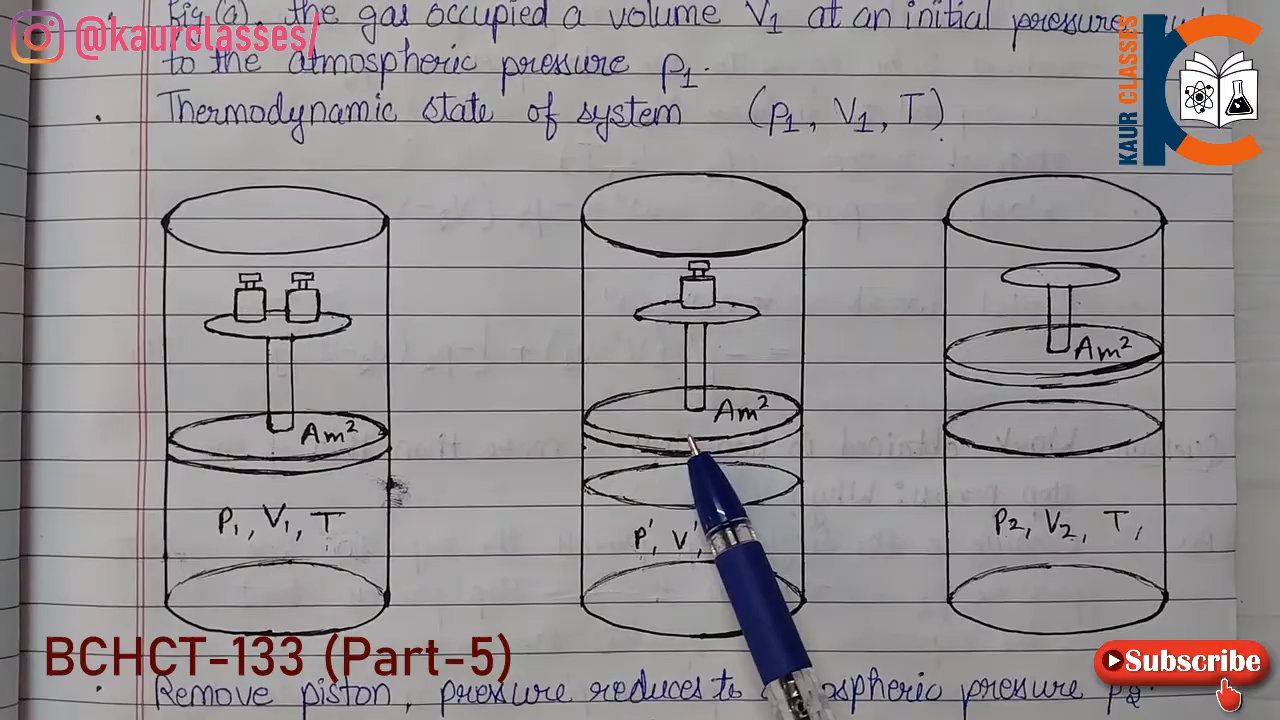 Fig (a), the gas occupied a volume V1 at an initial pressure
@kaurclasses/
to the atmospheric pressure p1.
Thermodynamic state of system (p1, V1, T)
KAUR CLASSES
Am²
Am²
Am²
P1, V1, T
p', V',
P2, V2, T,
BCHCT-133 (Part-5)
Subscribe
Remove piston, pressure reduces to pressure p2.